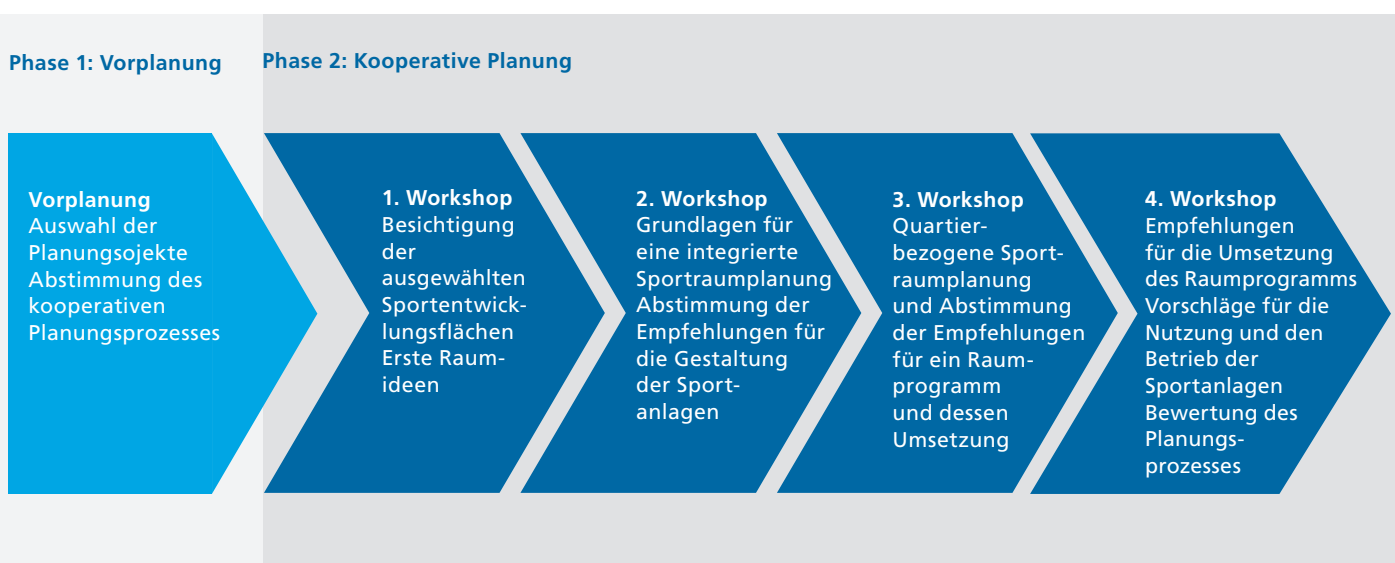 Phase 1: Vorplanung
Phase 2: Kooperative Planung
Vorplanung
Auswahl der
Planungsojekte
Abstimmung des
kooperativen
Planungsprozesses
1. Workshop
Besichtigung
der
ausgewählten
Sportentwick-
lungsflächen
Erste Raum-
ideen
2. Workshop
Grundlagen für
eine integrierte
Sportraumplanung
Abstimmung der
Empfehlungen für
die Gestaltung
der Sport-
anlagen
3. Workshop
Quartier-
bezogene Sport-
raumplanung
und Abstimmung
der Empfehlungen
für ein Raum-
programm
und dessen
Umsetzung
4. Workshop
Empfehlungen
für die Umsetzung
des Raumprogramms
Vorschläge für die
Nutzung und den
Betrieb der
Sportanlagen
Bewertung des
Planungs-
prozesses